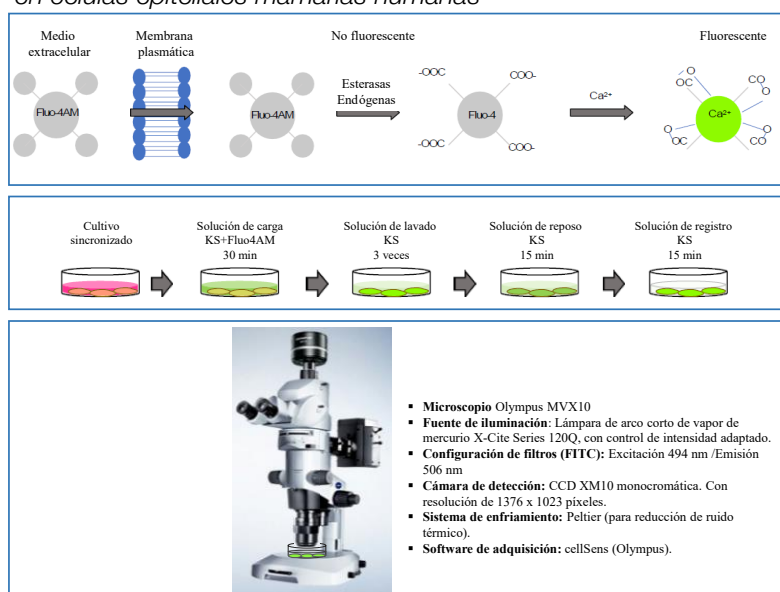 en células epiteliales mamarias humanas
Medio
extracelular
Membrana
plasmática
No fluorescente
Fluorescente
Fluo-4AM
Fluo-4AM
Esterasas
Endógenas
-OOC
COO-
Fluo-4
-OOC
COO-
Ca²⁺
O
OC
CO
O
Ca²⁺
O
OC
CO
O
Cultivo
sincronizado
Solución de carga
KS+Fluo4AM
30 min
Solución de lavado
KS
3 veces
Solución de reposo
KS
15 min
Solución de registro
KS
15 min
▪ Microscopio Olympus MVX10
▪ Fuente de iluminación: Lámpara de arco corto de vapor de
mercurio X-Cite Series 120Q, con control de intensidad adaptado.
▪ Configuración de filtros (FITC): Excitación 494 nm /Emisión
506 nm
▪ Cámara de detección: CCD XM10 monocromática. Con
resolución de 1376 x 1023 píxeles.
▪ Sistema de enfriamiento: Peltier (para reducción de ruido
térmico).
▪ Software de adquisición: cellSens (Olympus).